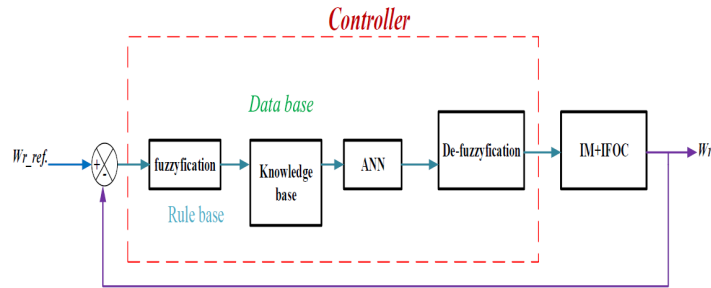 Controller
Data base
Wr_ref.
+
-
fuzzyfication
Knowledge
base
ANN
De-fuzzyfication
IM+IFOC
Wr
Rule base